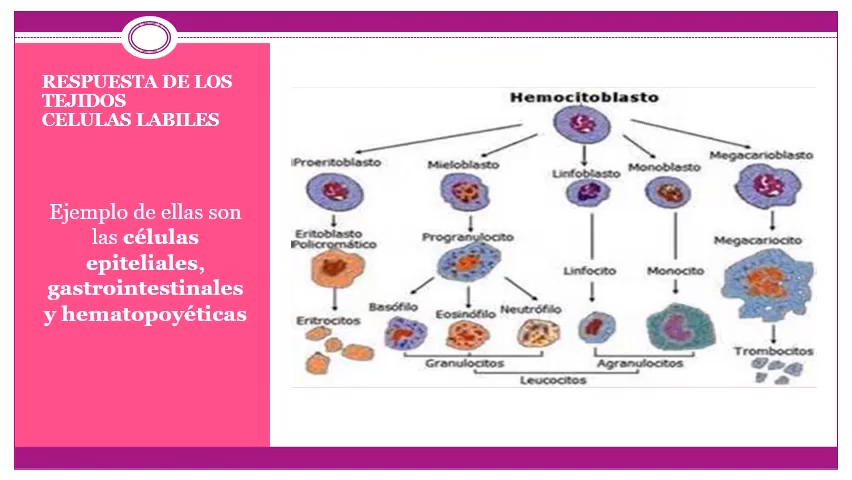 RESPUESTA DE LOS
TEJIDOS
CELULAS LABILES
Ejemplo de ellas son
las células
epiteliales,
gastrointestinales
y hematopoyéticas
Hemocitoblasto
Proeritoblasto
Mieloblasto
Linfoblasto
Monoblasto
Megacarioblasto
Eritoblasto
Policromático
Progranulocito
Linfocito
Monocito
Megacariocito
Eritrocitos
Basófilo
Eosinófilo
Neutrófilo
Granulocitos
Agranulocitos
Leucocitos
Trombocitos